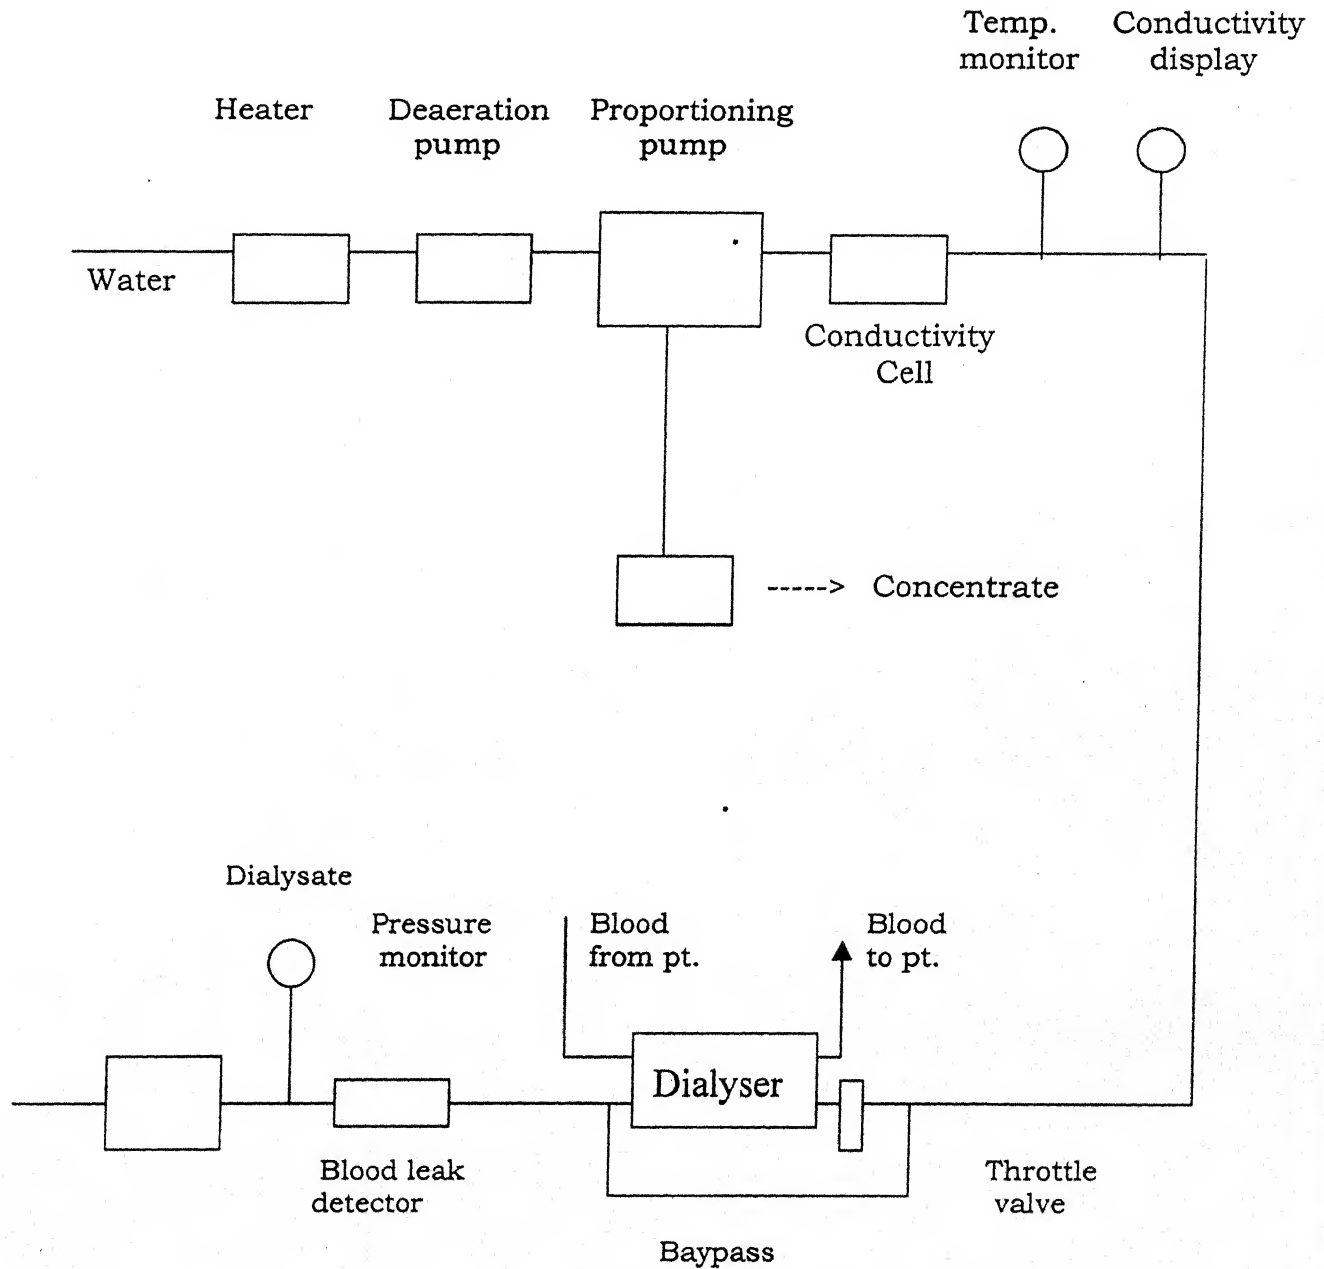 Temp.
monitor
Conductivity
display
Heater
Deaeration
pump
Proportioning
pump
Water
Conductivity
Cell
-----> Concentrate
Dialysate
Pressure
monitor
Blood
from pt.
Blood
to pt.
Dialyser
Blood leak
detector
Throttle
valve
Baypass